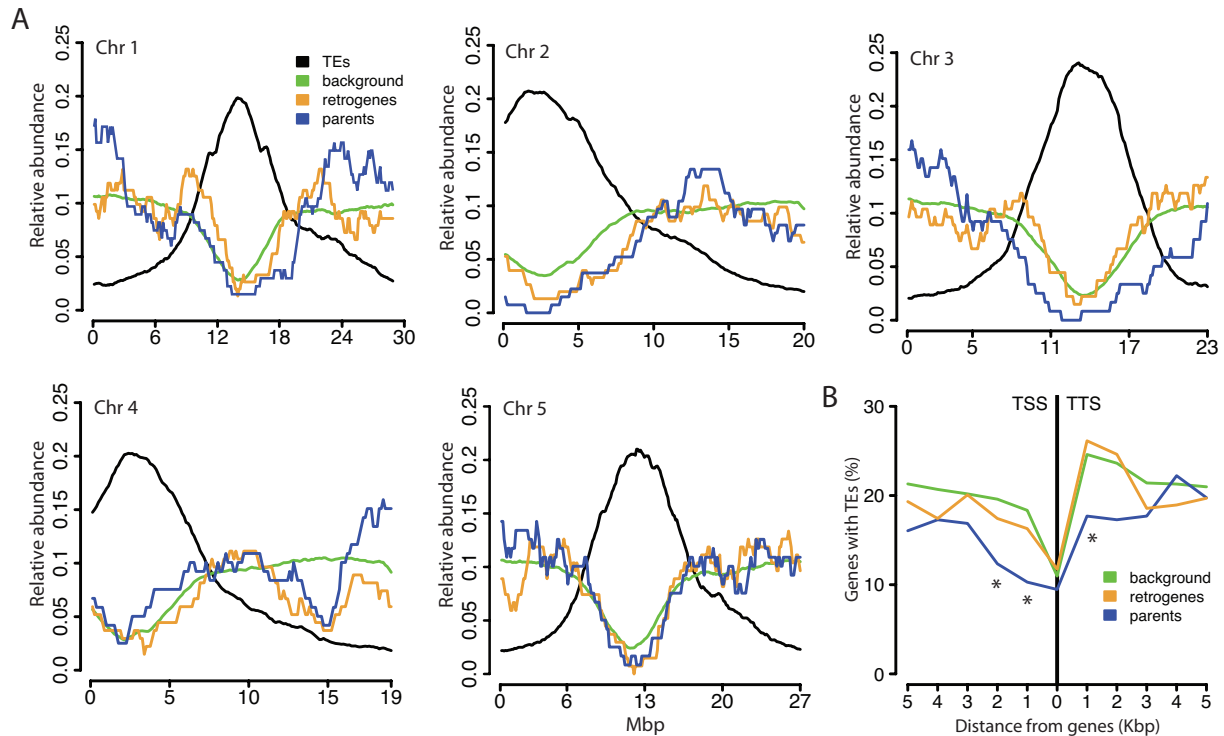 A
Chr 1
TEs
background
retrogenes
parents
Relative abundance
0.0 0.05 0.1 0.15 0.2 0.25
0 6 12 18 24 30
Chr 2
Relative abundance
0.0 0.05 0.1 0.15 0.2 0.25
0 5 10 15 20
Chr 3
Relative abundance
0.0 0.05 0.1 0.15 0.2 0.25
0 5 11 17 23
Chr 4
Relative abundance
0.0 0.05 0.1 0.15 0.2 0.25
0 5 10 15 19
Chr 5
Relative abundance
0.0 0.05 0.1 0.15 0.2 0.25
0 6 13 20 27
Mbp
B
TSS TTS
Genes with TEs (%)
0 10 20 30
* * *
background
retrogenes
parents
5 4 3 2 1 0 1 2 3 4 5
Distance from genes (Kbp)